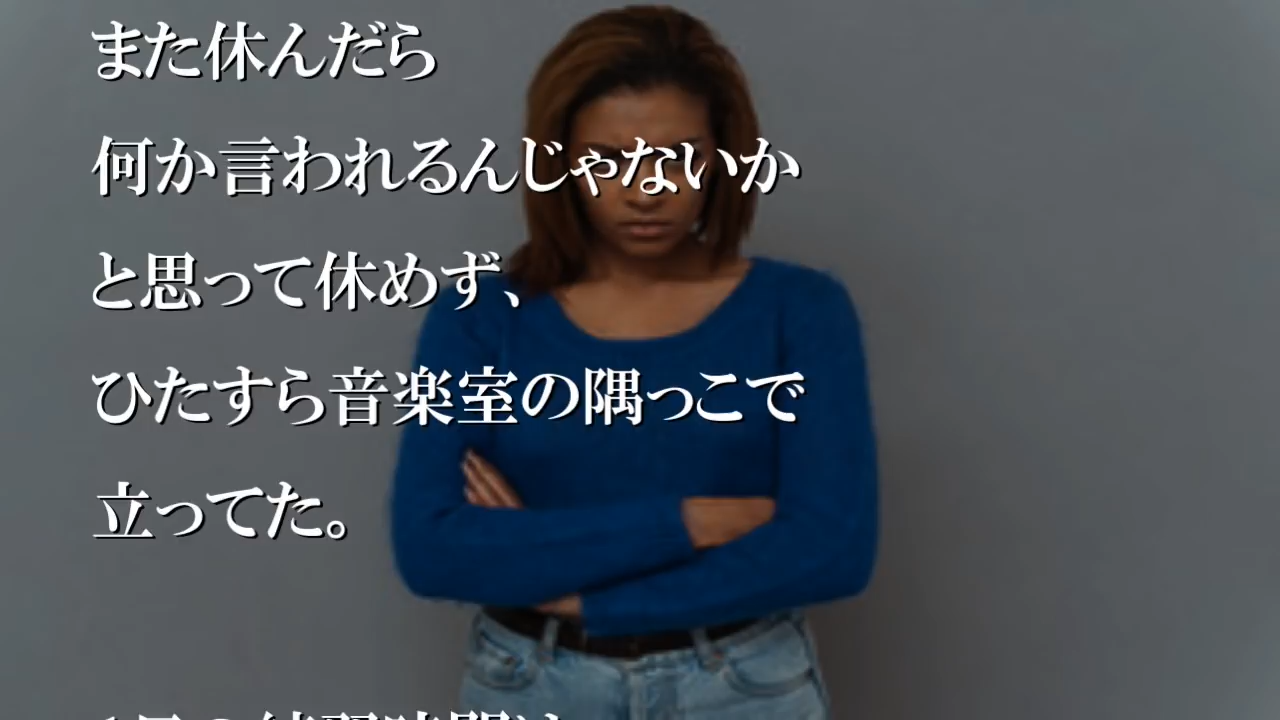 また休んだら
何か言われるんじゃないか
と思って休めず、
ひたすら音楽室の隅っこで
立ってた。